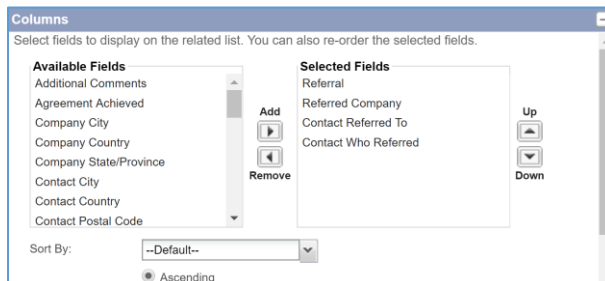 Columns
Select fields to display on the related list. You can also re-order the selected fields.
Available Fields
Additional Comments
Agreement Achieved
Company City
Company Country
Company State/Province
Contact City
Contact Country
Contact Postal Code
Add
Remove
Selected Fields
Referral
Referred Company
Contact Referred To
Contact Who Referred
Up
Down
Sort By:
--Default--
Ascending